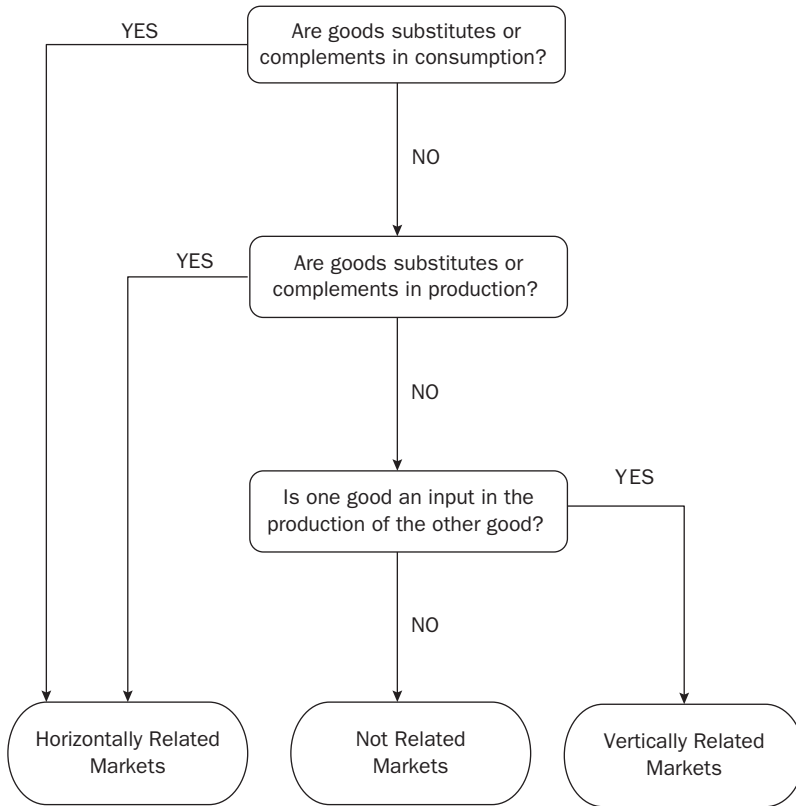 YES
Are goods substitutes or
complements in consumption?
NO
YES
Are goods substitutes or
complements in production?
NO
Is one good an input in the
production of the other good?
YES
NO
Horizontally Related
Markets
Not Related
Markets
Vertically Related
Markets